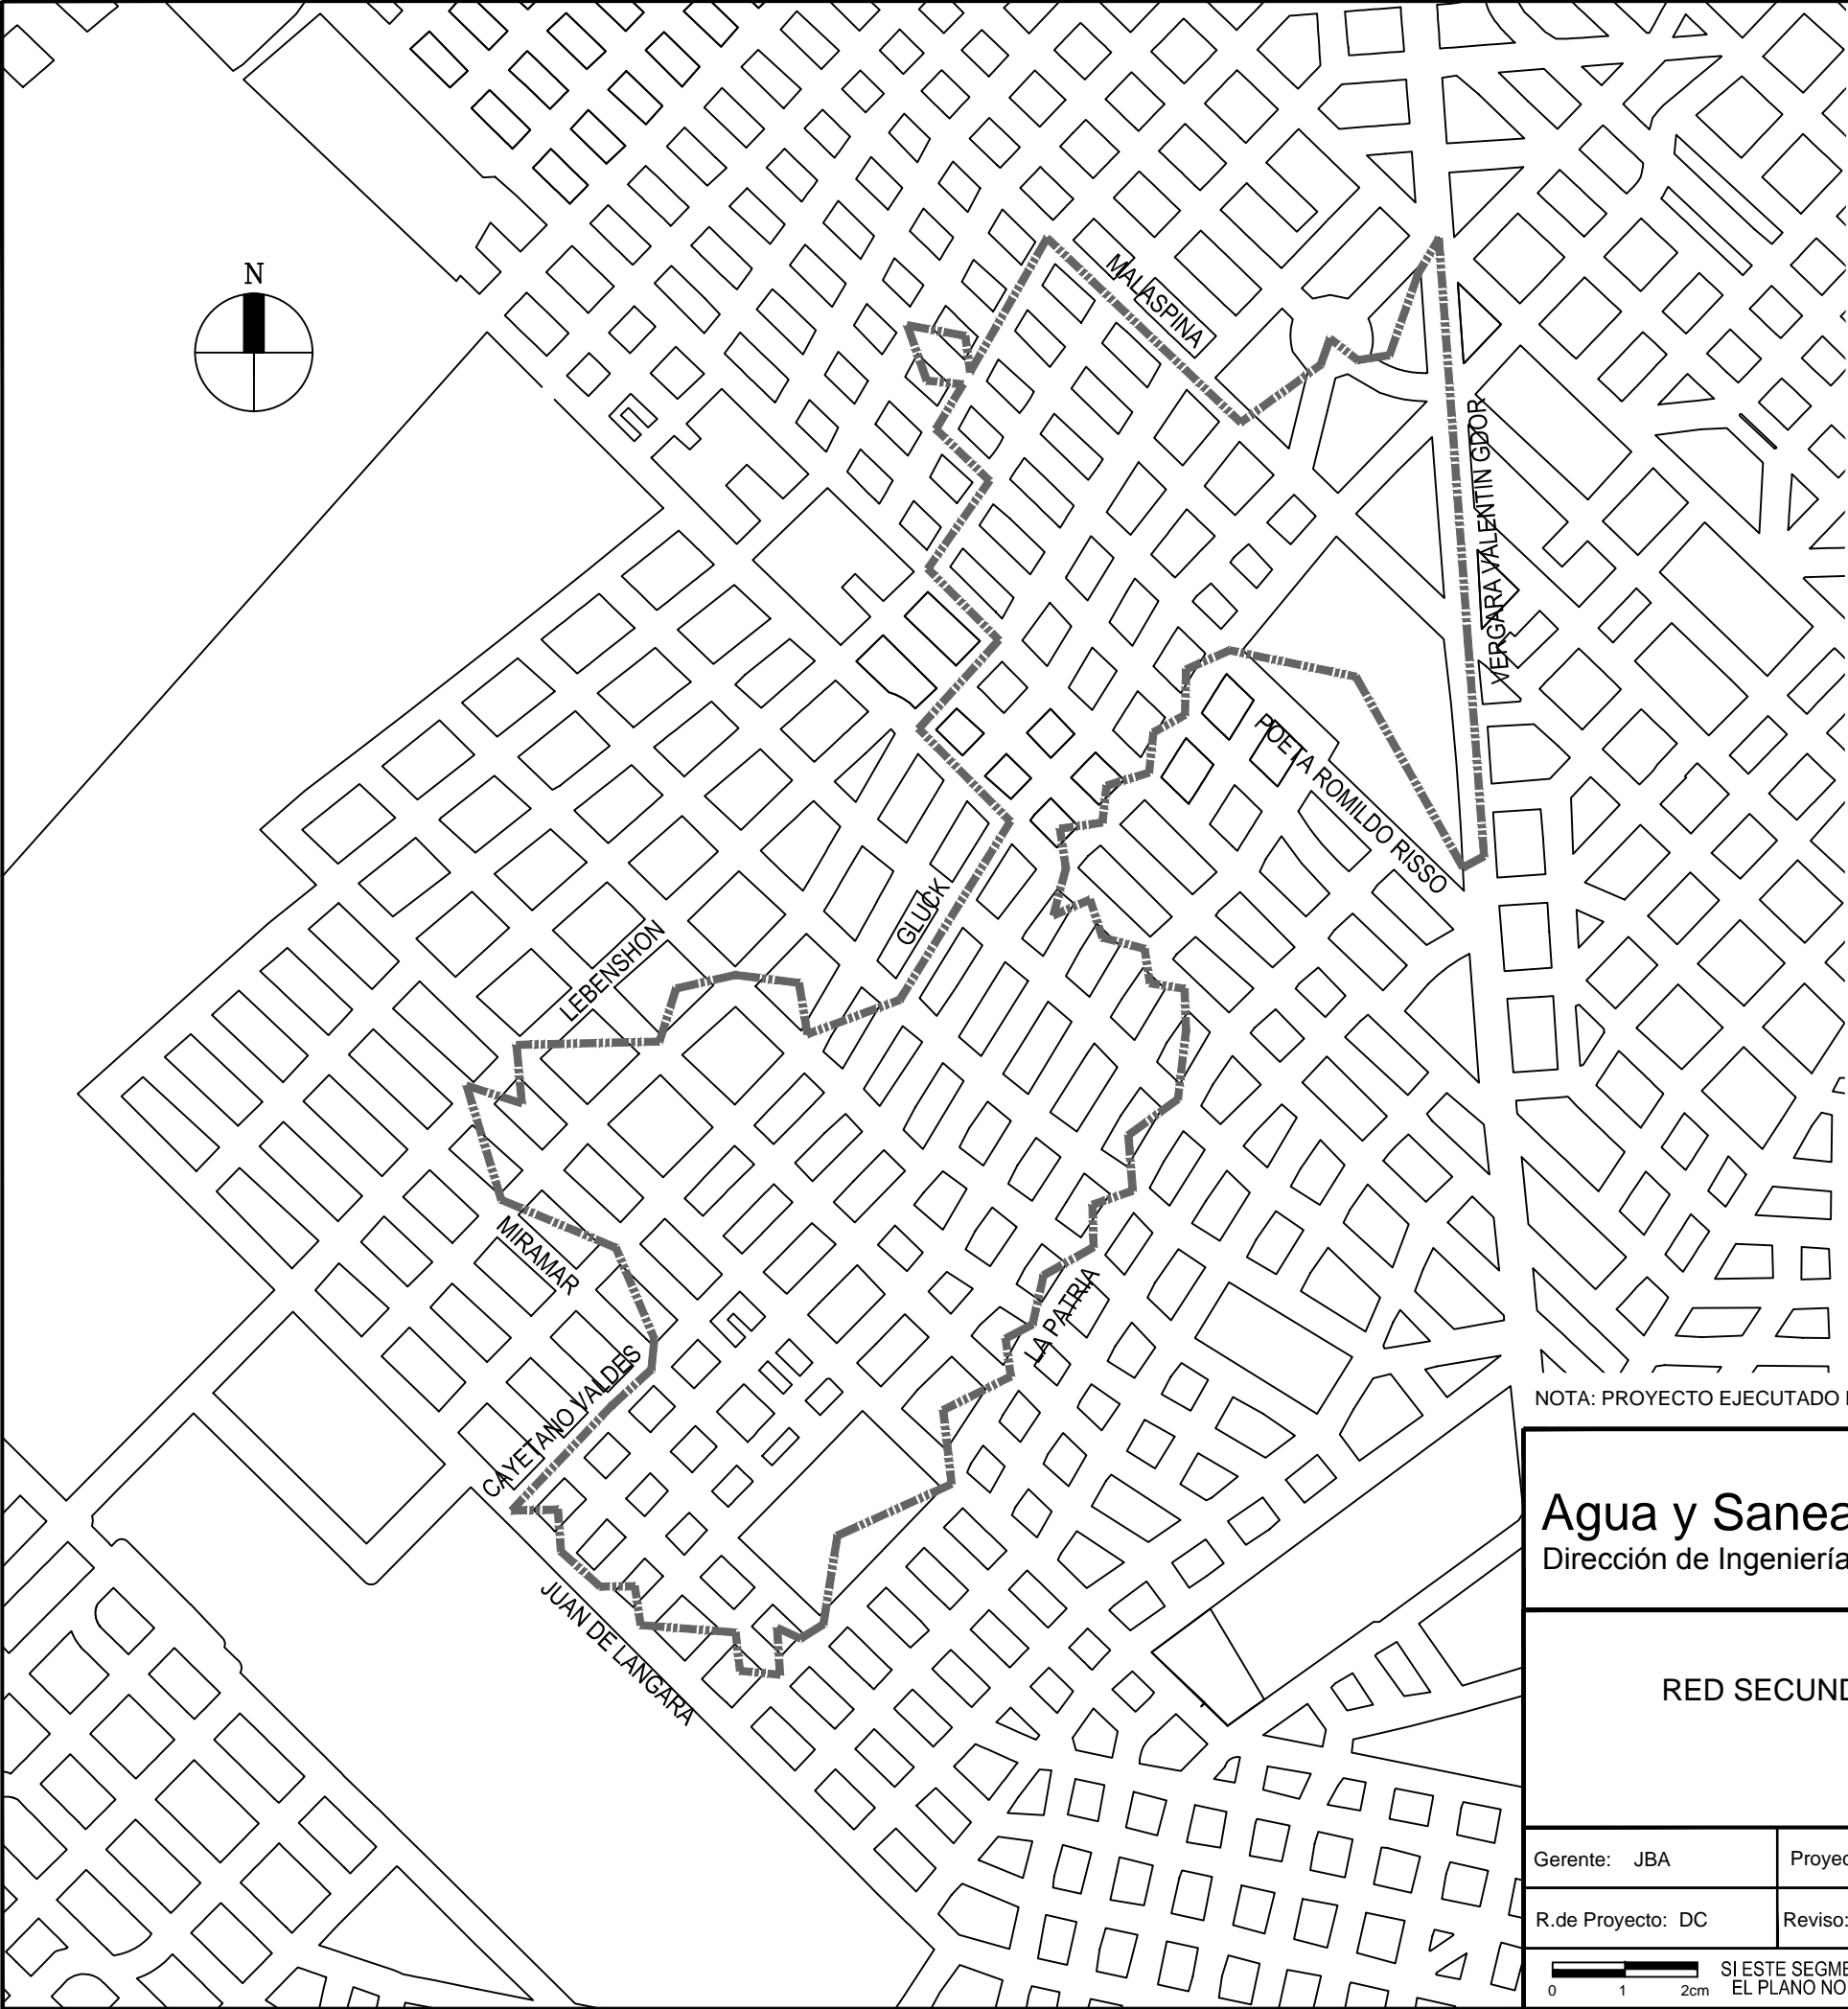 N
MALASPINA
VERGARA VALENTIN GDOR
POETA ROMILDO RISSO
GLUCK
LEBENSHON
MIRAMAR
LA PATRIA
CAYETANO VALDES
JUAN DE LANGARA
NOTA: PROYECTO EJECUTADO
Agua y Sanea
Dirección de Ingeniería
RED SECUND
Gerente: JBA
Proyec
R.de Proyecto: DC
Reviso:
0 1 2cm
SI ESTE SEGME
EL PLANO NO